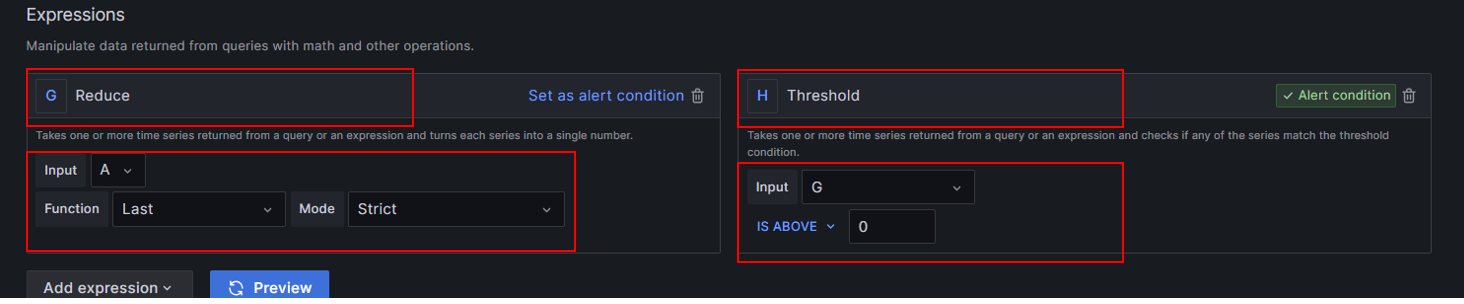 Expressions
Manipulate data returned from queries with math and other operations.
G Reduce Set as alert condition
Takes one or more time series returned from a query or an expression and turns each series into a single number.
Input A
Function Last Mode Strict
H Threshold Alert condition
Takes one or more time series returned from a query or an expression and checks if any of the series match the threshold
condition.
Input G
IS ABOVE 0
Add expression Preview